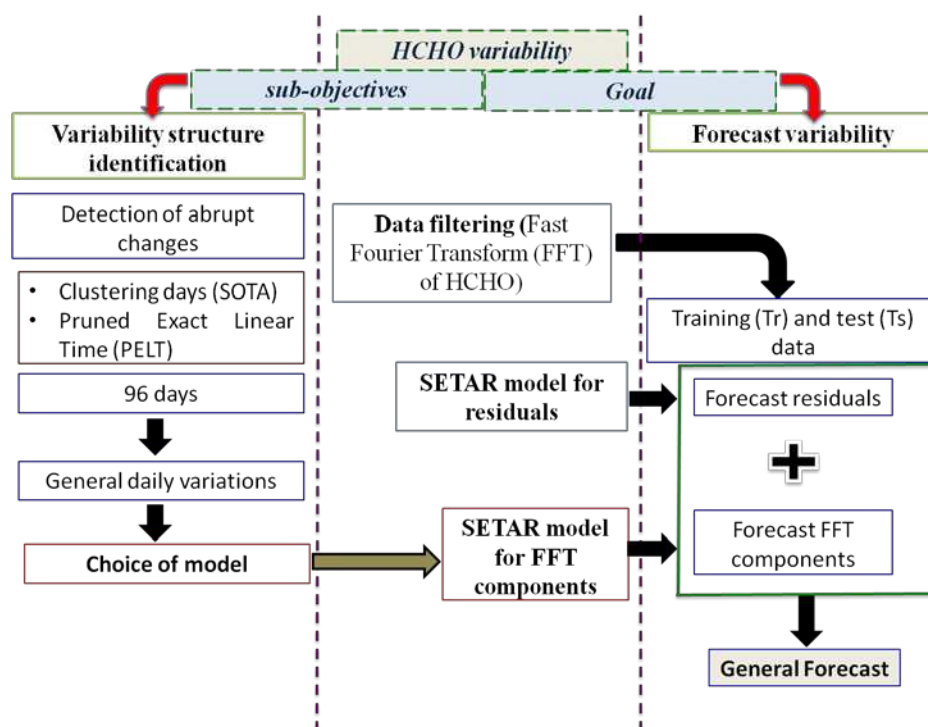 HCHO variability
sub-objectives
Goal
Variability structure
identification
Detection of abrupt
changes
• Clustering days (SOTA)
• Pruned Exact Linear
Time (PELT)
96 days
General daily variations
Choice of model
Data filtering (Fast
Fourier Transform (FFT)
of HCHO)
SETAR model for
residuals
SETAR model
for FFT
components
Forecast variability
Training (Tr) and test (Ts)
data
Forecast residuals
+
Forecast FFT
components
General Forecast